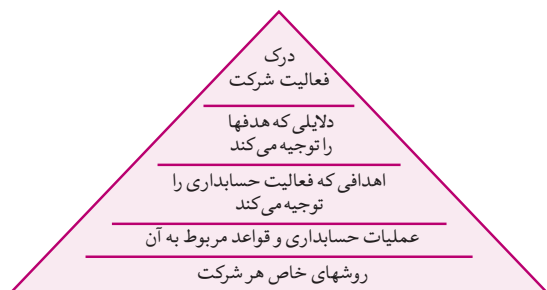 درک
فعالیت شرکت
دلایلی که هدفها
را توجیه می‌کند
اهدافی که فعالیت حسابداری را
توجیه می‌کند
عملیات حسابداری و قواعد مربوط به آن
روشهای خاص هر شرکت